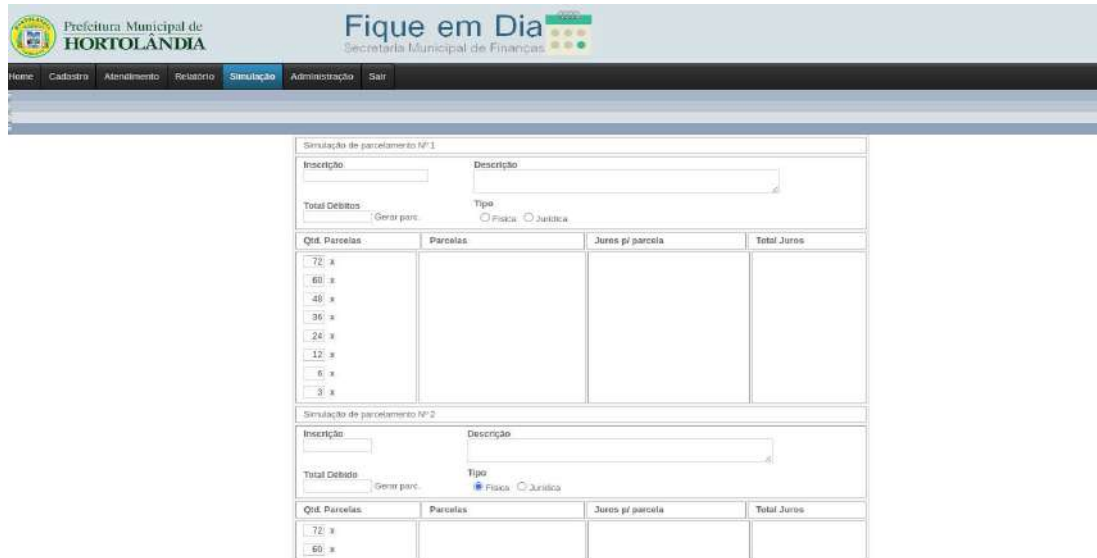 Prefeitura Municipal de
HORTOLÂNDIA
Fique em Dia
Secretaria Municipal de Finanças
Home Cadastro Atendimento Relatório Simulação Administração Sair
Simulação de parcelamento Nº 1
Inscrição Descrição
Total Débitos Tipo
Gerar parc. Física Jurídica
Qtd. Parcelas Parcelas Juros p/ parcela Total Juros
72 x
60 x
48 x
36 x
24 x
12 x
6 x
3 x
Simulação de parcelamento Nº 2
Inscrição Descrição
Total Débido Tipo
Gerar parc. Física Jurídica
Qtd. Parcelas Parcelas Juros p/ parcela Total Juros
72 x
60 x